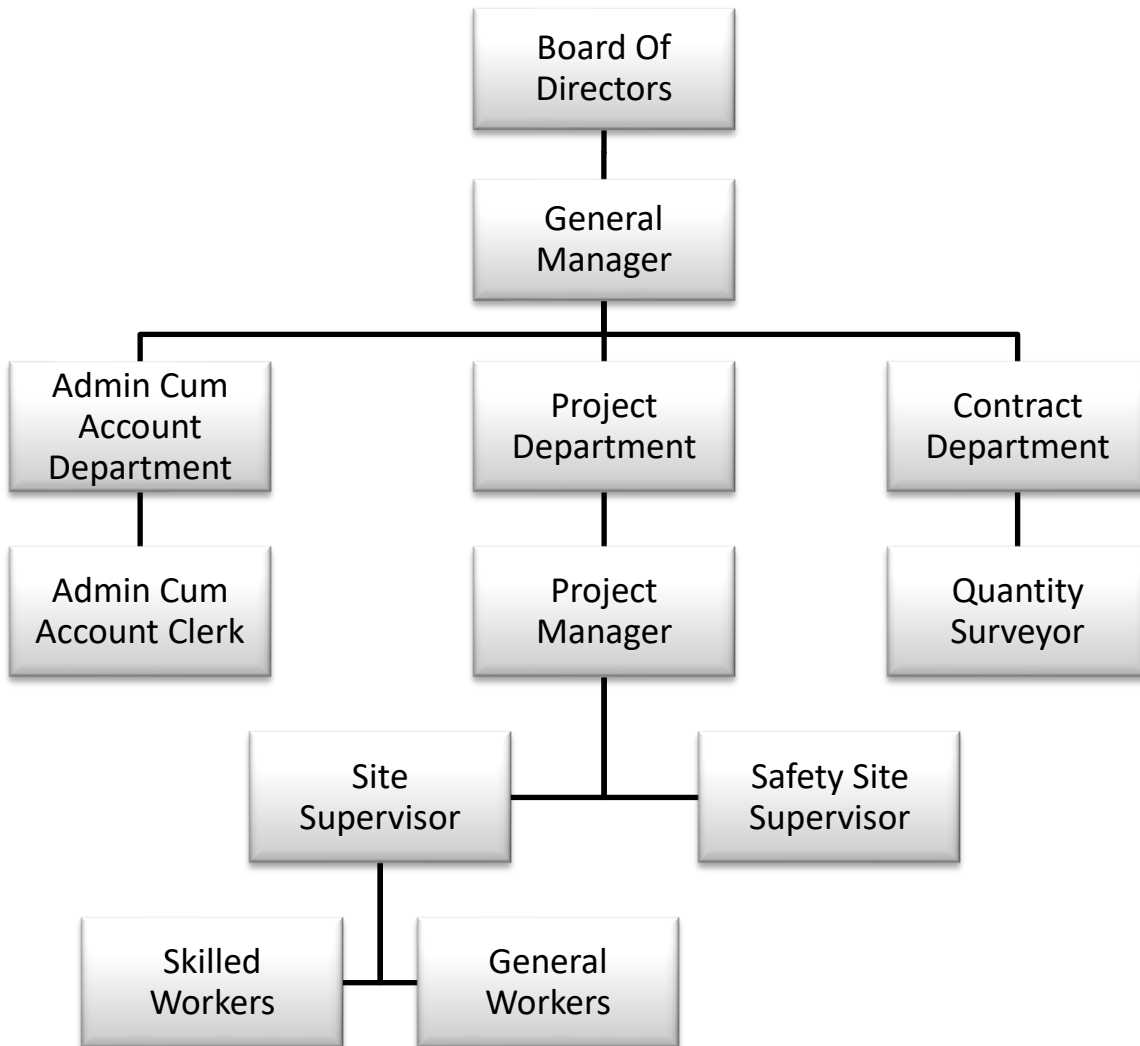 Board Of
Directors
General
Manager
Admin Cum
Account
Department
Project
Department
Contract
Department
Admin Cum
Account Clerk
Project
Manager
Quantity
Surveyor
Site
Supervisor
Safety Site
Supervisor
Skilled
Workers
General
Workers